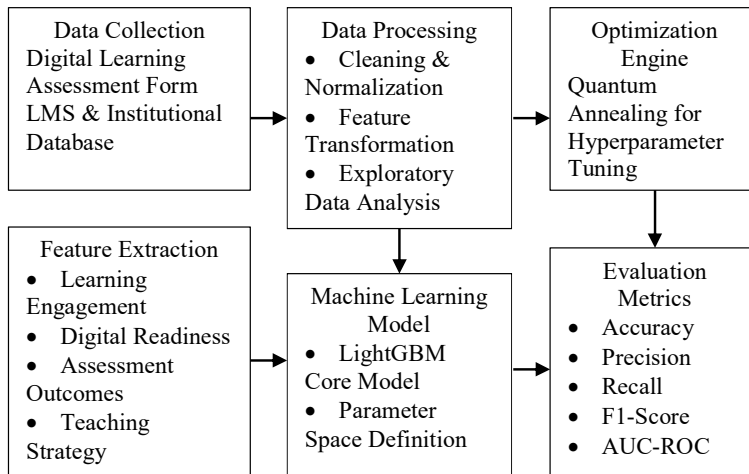 Data Collection
Digital Learning
Assessment Form
LMS & Institutional
Database
Data Processing
• Cleaning &
Normalization
• Feature
Transformation
• Exploratory
Data Analysis
Optimization
Engine
Quantum
Annealing for
Hyperparameter
Tuning
Feature Extraction
• Learning
Engagement
• Digital Readiness
• Assessment
Outcomes
• Teaching
Strategy
Machine Learning
Model
• LightGBM
Core Model
• Parameter
Space Definition
Evaluation
Metrics
• Accuracy
• Precision
• Recall
• F1-Score
• AUC-ROC